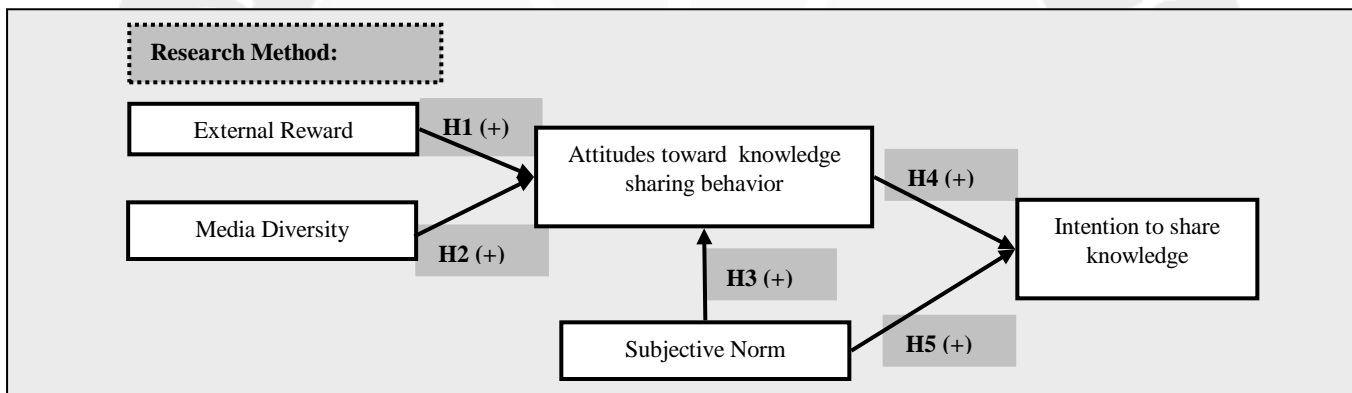 Research Method:
External Reward
H1 (+)
Attitudes toward knowledge
sharing behavior
H4 (+)
Media Diversity
H2 (+)
Intention to share
knowledge
H3 (+)
Subjective Norm
H5 (+)